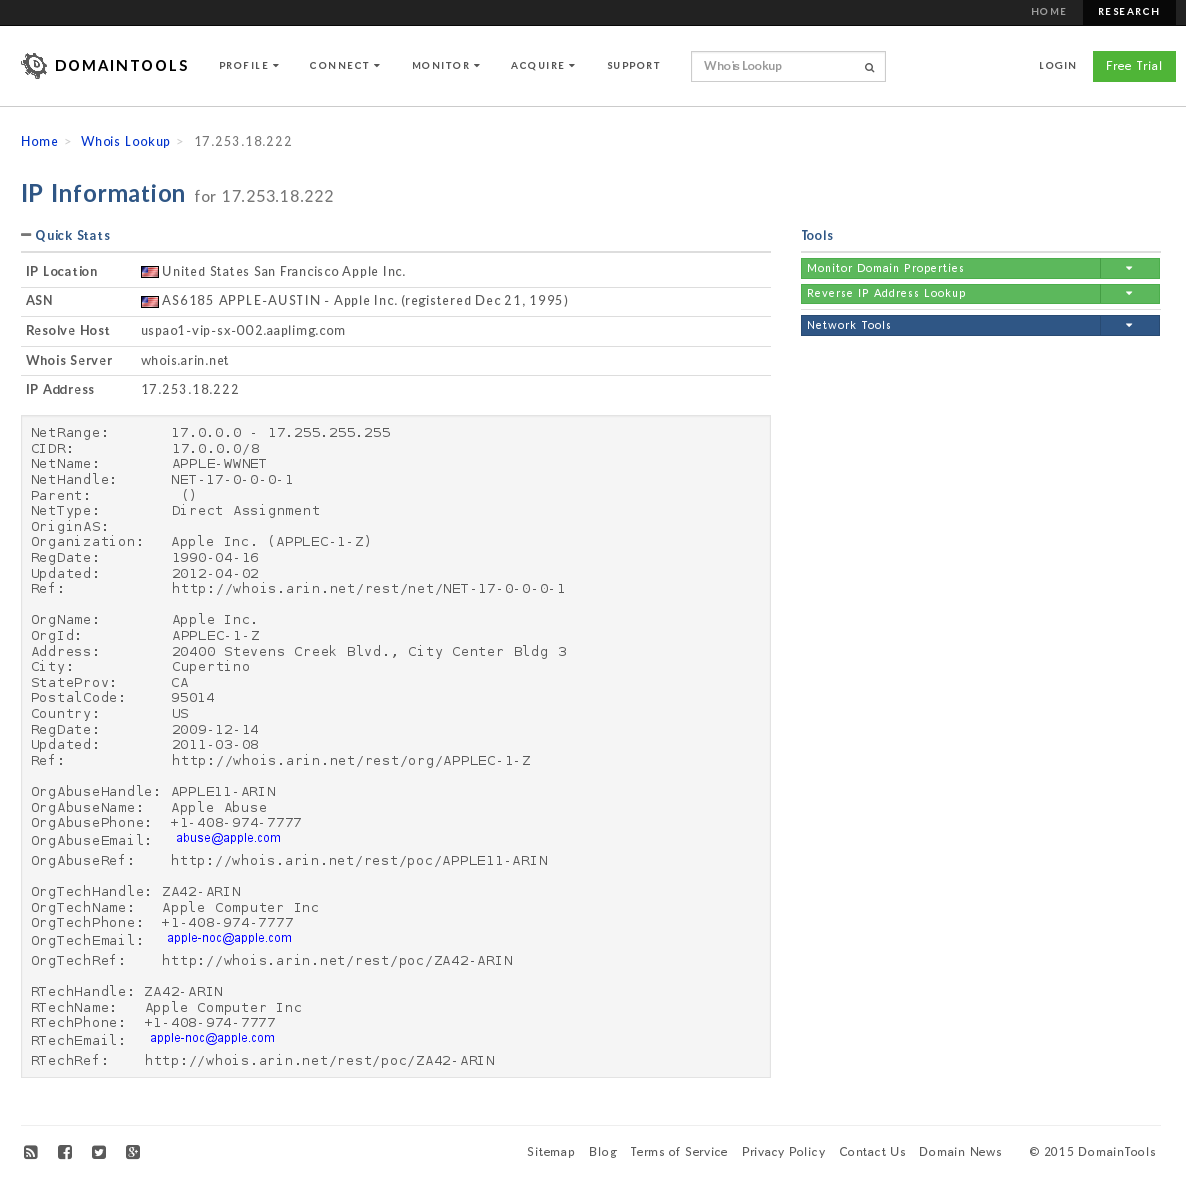 HOME RESEARCH
DOMAINTOOLS PROFILE CONNECT MONITOR ACQUIRE SUPPORT Whois Lookup LOGIN Free Trial
Home > Whois Lookup > 17.253.18.222
IP Information for 17.253.18.222
Quick Stats
IP Location United States San Francisco Apple Inc.
ASN AS6185 APPLE-AUSTIN - Apple Inc. (registered Dec 21, 1995)
Resolve Host uspao1-vip-sx-002.aaplimg.com
Whois Server whois.arin.net
IP Address 17.253.18.222
Tools
Monitor Domain Properties
Reverse IP Address Lookup
Network Tools
NetRange: 17.0.0.0 - 17.255.255.255
CIDR: 17.0.0.0/8
NetName: APPLE-WWNET
NetHandle: NET-17-0-0-0-1
Parent: ()
NetType: Direct Assignment
OriginAS:
Organization: Apple Inc. (APPLEC-1-Z)
RegDate: 1990-04-16
Updated: 2012-04-02
Ref: http://whois.arin.net/rest/net/NET-17-0-0-0-1
OrgName: Apple Inc.
OrgId: APPLEC-1-Z
Address: 20400 Stevens Creek Blvd., City Center Bldg 3
City: Cupertino
StateProv: CA
PostalCode: 95014
Country: US
RegDate: 2009-12-14
Updated: 2011-03-08
Ref: http://whois.arin.net/rest/org/APPLEC-1-Z
OrgAbuseHandle: APPLE11-ARIN
OrgAbuseName: Apple Abuse
OrgAbusePhone: +1-408-974-7777
OrgAbuseEmail: abuse@apple.com
OrgAbuseRef: http://whois.arin.net/rest/poc/APPLE11-ARIN
OrgTechHandle: ZA42-ARIN
OrgTechName: Apple Computer Inc
OrgTechPhone: +1-408-974-7777
OrgTechEmail: apple-noc@apple.com
OrgTechRef: http://whois.arin.net/rest/poc/ZA42-ARIN
RTechHandle: ZA42-ARIN
RTechName: Apple Computer Inc
RTechPhone: +1-408-974-7777
RTechEmail: apple-noc@apple.com
RTechRef: http://whois.arin.net/rest/poc/ZA42-ARIN
Sitemap Blog Terms of Service Privacy Policy Contact Us Domain News © 2015 DomainTools